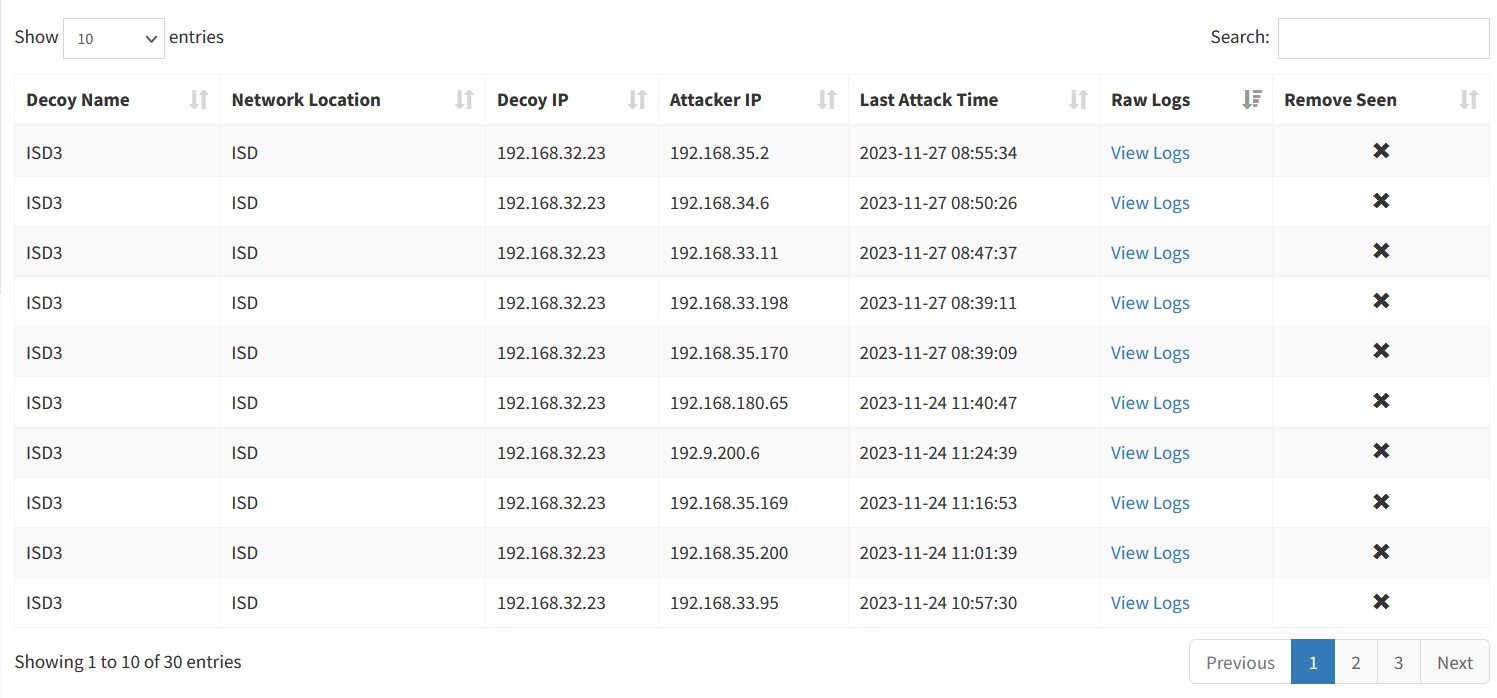 Show 10 entries Search:
Decoy Name Network Location Decoy IP Attacker IP Last Attack Time Raw Logs Remove Seen
ISD3 ISD 192.168.32.23 192.168.35.2 2023-11-27 08:55:34 View Logs
ISD3 ISD 192.168.32.23 192.168.34.6 2023-11-27 08:50:26 View Logs
ISD3 ISD 192.168.32.23 192.168.33.11 2023-11-27 08:47:37 View Logs
ISD3 ISD 192.168.32.23 192.168.33.198 2023-11-27 08:39:11 View Logs
ISD3 ISD 192.168.32.23 192.168.35.170 2023-11-27 08:39:09 View Logs
ISD3 ISD 192.168.32.23 192.168.180.65 2023-11-24 11:40:47 View Logs
ISD3 ISD 192.168.32.23 192.9.200.6 2023-11-24 11:24:39 View Logs
ISD3 ISD 192.168.32.23 192.168.35.169 2023-11-24 11:16:53 View Logs
ISD3 ISD 192.168.32.23 192.168.35.200 2023-11-24 11:01:39 View Logs
ISD3 ISD 192.168.32.23 192.168.33.95 2023-11-24 10:57:30 View Logs
Showing 1 to 10 of 30 entries Previous 1 2 3 Next